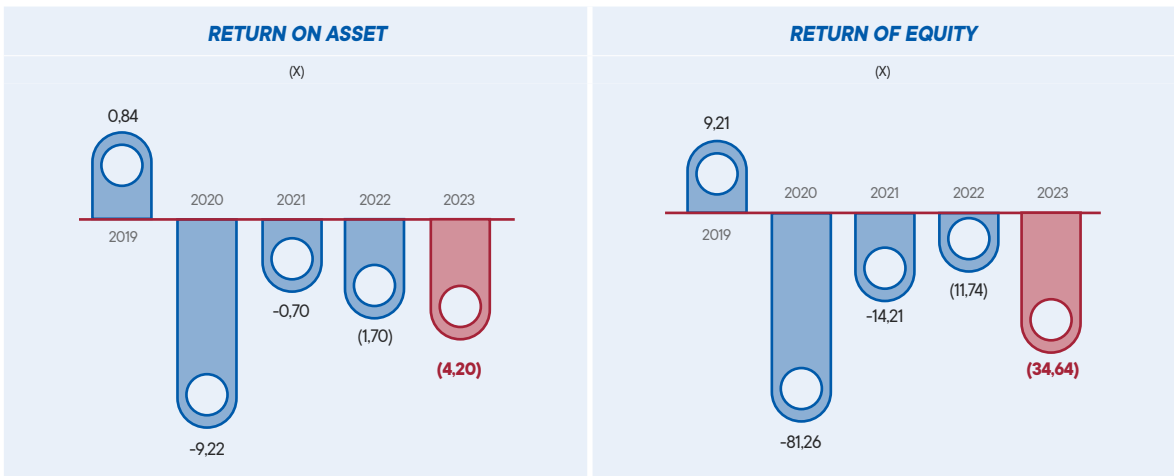 RETURN ON ASSET
(X)
0,84
2020 2021 2022 2023
2019
-0,70
(1,70)
(4,20)
-9,22
RETURN OF EQUITY
(X)
9,21
2020 2021 2022 2023
2019
(11,74)
-14,21
(34,64)
-81,26